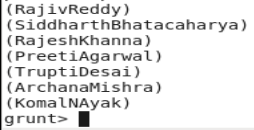 (RajivReddy)
(SiddharthBhatacaharya)
(RajeshKhanna)
(PreetiAgarwal)
(TruptiDesai)
(ArchanaMishra)
(KomalNAyak)
grunt>